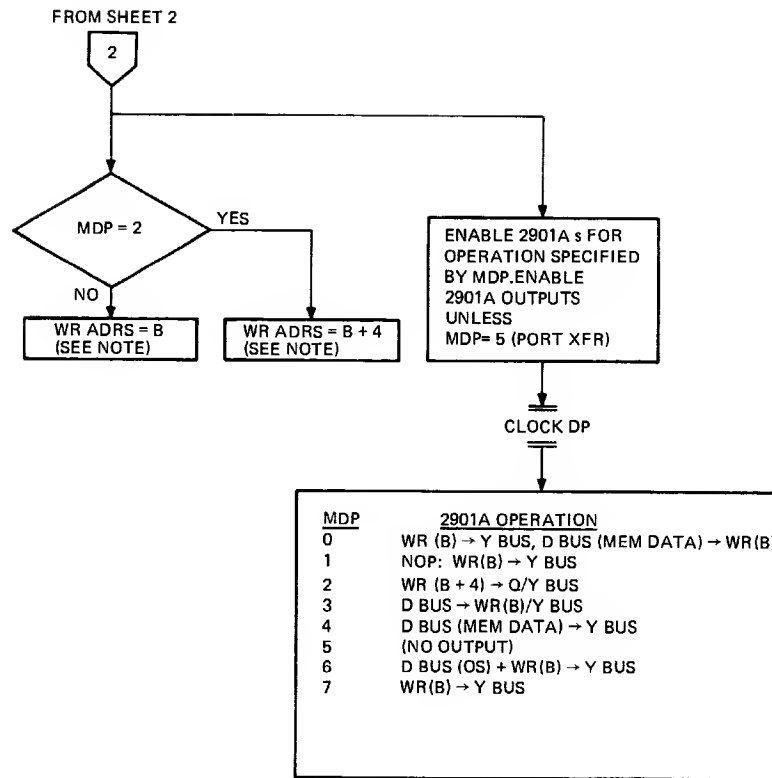 FROM SHEET 2
2
MDP = 2
YES
NO
WR ADRS = B
(SEE NOTE)
WR ADRS = B + 4
(SEE NOTE)
ENABLE 2901A s FOR
OPERATION SPECIFIED
BY MDP.ENABLE
2901A OUTPUTS
UNLESS
MDP= 5 (PORT XFR)
CLOCK DP
MDP 2901A OPERATION
0 WR (B) → Y BUS, D BUS (MEM DATA) → WR(B)
1 NOP: WR(B) → Y BUS
2 WR (B + 4) → Q/Y BUS
3 D BUS → WR(B)/Y BUS
4 D BUS (MEM DATA) → Y BUS
5 (NO OUTPUT)
6 D BUS (OS) + WR(B) → Y BUS
7 WR(B) → Y BUS